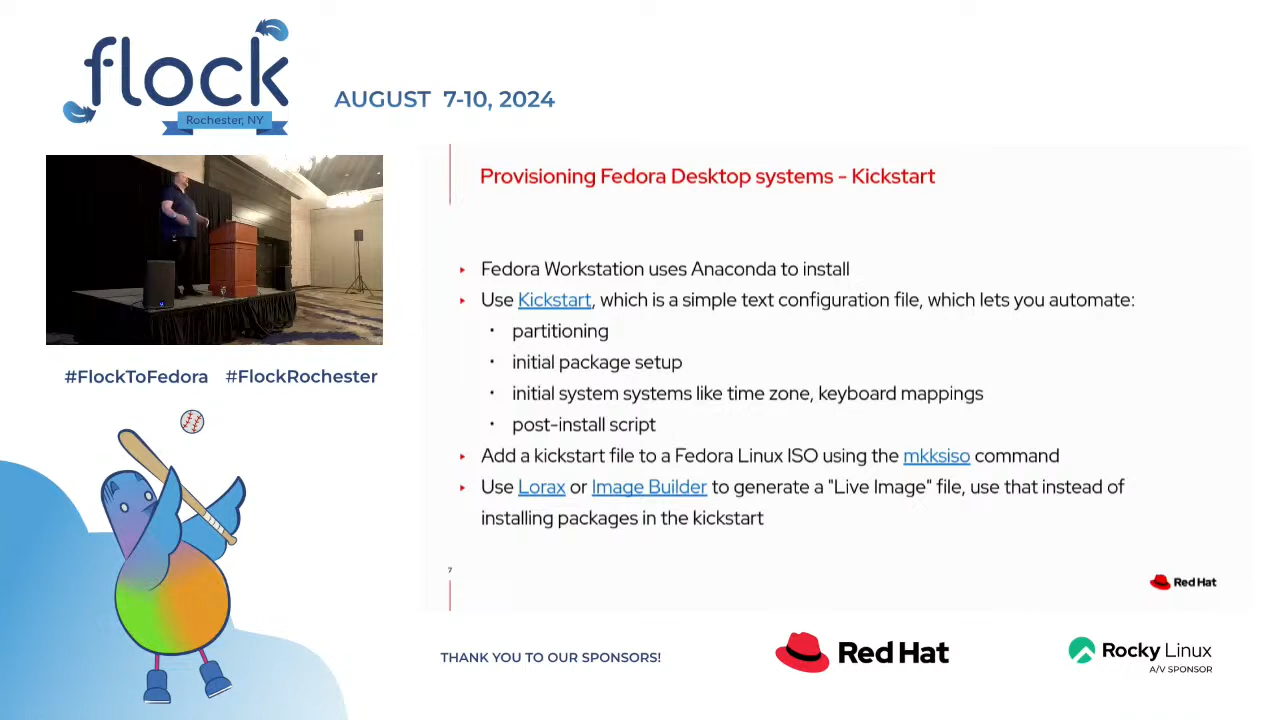 flock
Rochester, NY
AUGUST 7-10, 2024
Provisioning Fedora Desktop systems - Kickstart
‣ Fedora Workstation uses Anaconda to install
‣ Use Kickstart, which is a simple text configuration file, which lets you automate:
• partitioning
• initial package setup
• initial system systems like time zone, keyboard mappings
• post-install script
‣ Add a kickstart file to a Fedora Linux ISO using the mkksiso command
‣ Use Lorax or Image Builder to generate a "Live Image" file, use that instead of
installing packages in the kickstart
7
Red Hat
#FlockToFedora #FlockRochester
THANK YOU TO OUR SPONSORS!
Red Hat
Rocky Linux
A/V SPONSOR